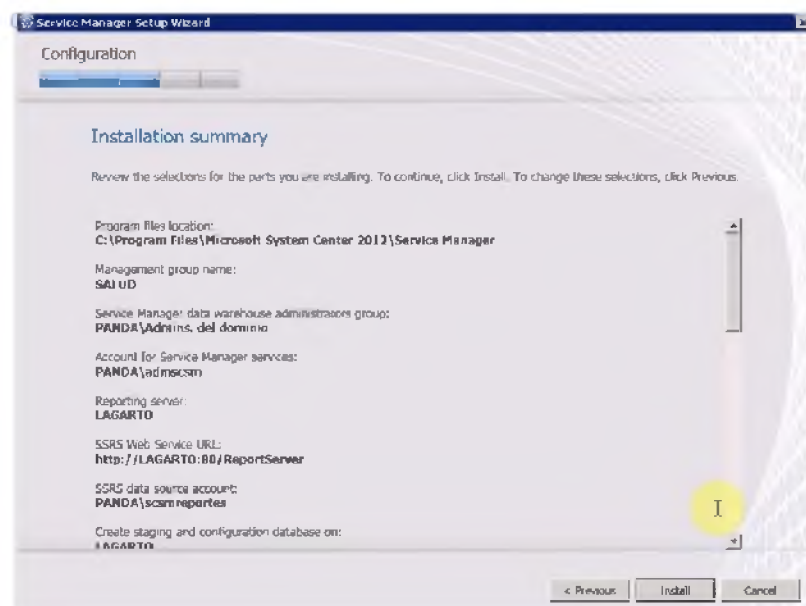 Service Manager Setup Wizard
Configuration
Installation summary
Review the selections for the parts you are installing. To continue, click Install. To change these selections, click Previous.
Program files location:
C:\Program Files\Microsoft System Center 2012\Service Manager
Management group name:
SALUD
Service Manager data warehouse administrators group:
PANDA\Admins. del dominio
Account for Service Manager services:
PANDA\admscsm
Reporting server:
LAGARTO
SSRS Web Service URL:
http://LAGARTO:80/ReportServer
SSRS data source account:
PANDA\scsmreportes
Create staging and configuration database on:
LAGARTO
< Previous Install Cancel